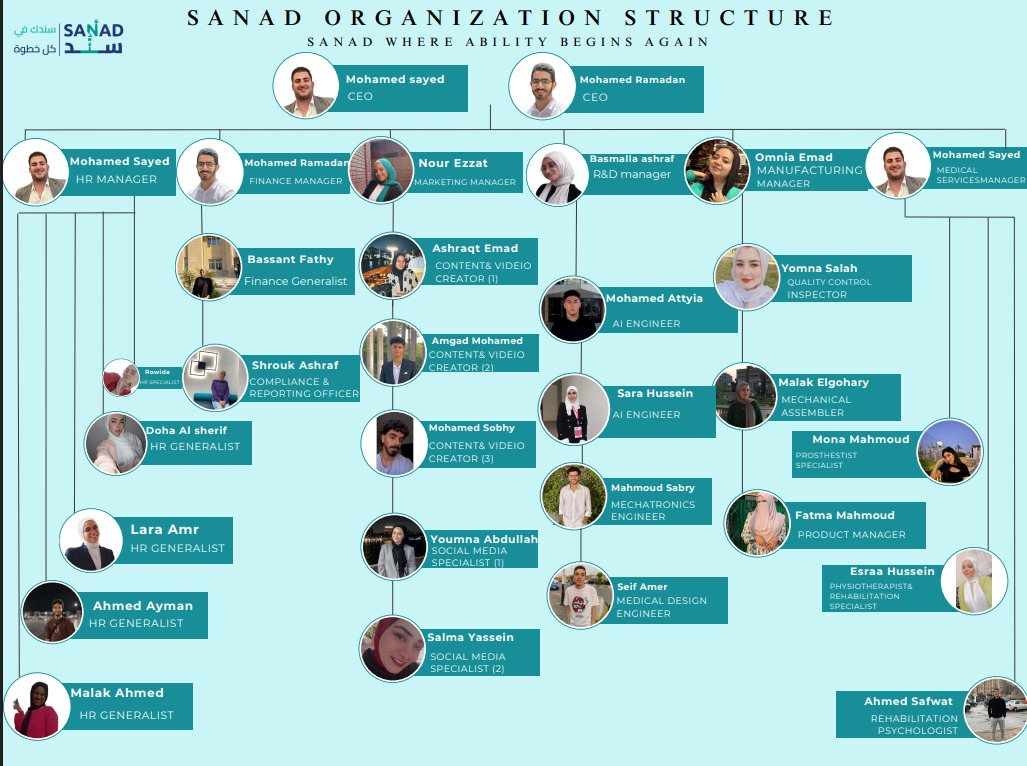 SANAD ORGANIZATION STRUCTURE
SANAD WHERE ABILITY BEGINS AGAIN
سندك في
كل خطوة
SANAD
سند
Mohamed sayed
CEO
Mohamed Ramadan
CEO
Mohamed Sayed
HR MANAGER
Mohamed Ramadan
FINANCE MANAGER
Nour Ezzat
MARKETING MANAGER
Basmalla ashraf
R&D manager
Omnia Emad
MANUFACTURING
MANAGER
Mohamed Sayed
MEDICAL
SERVICESMANAGER
Rowida
HR SPECIALIST
Doha Al sherif
HR GENERALIST
Lara Amr
HR GENERALIST
Ahmed Ayman
HR GENERALIST
Malak Ahmed
HR GENERALIST
Bassant Fathy
Finance Generalist
Shrouk Ashraf
COMPLIANCE &
REPORTING OFFICER
Ashraqt Emad
CONTENT& VIDEIO
CREATOR (1)
Amgad Mohamed
CONTENT& VIDEIO
CREATOR (2)
Mohamed Sobhy
CONTENT& VIDEIO
CREATOR (3)
Youmna Abdullah
SOCIAL MEDIA
SPECIALIST (1)
Salma Yassein
SOCIAL MEDIA
SPECIALIST (2)
Mohamed Attyia
AI ENGINEER
Sara Hussein
AI ENGINEER
Mahmoud Sabry
MECHATRONICS
ENGINEER
Seif Amer
MEDICAL DESIGN
ENGINEER
Yomna Salah
QUALITY CONTROL
INSPECTOR
Malak Elgohary
MECHANICAL
ASSEMBLER
Fatma Mahmoud
PRODUCT MANAGER
Mona Mahmoud
PROSTHESTIST
SPECIALIST
Esraa Hussein
PHYSIOTHERAPIST&
REHABILITATION
SPECIALIST
Ahmed Safwat
REHABILITATION
PSYCHOLOGIST